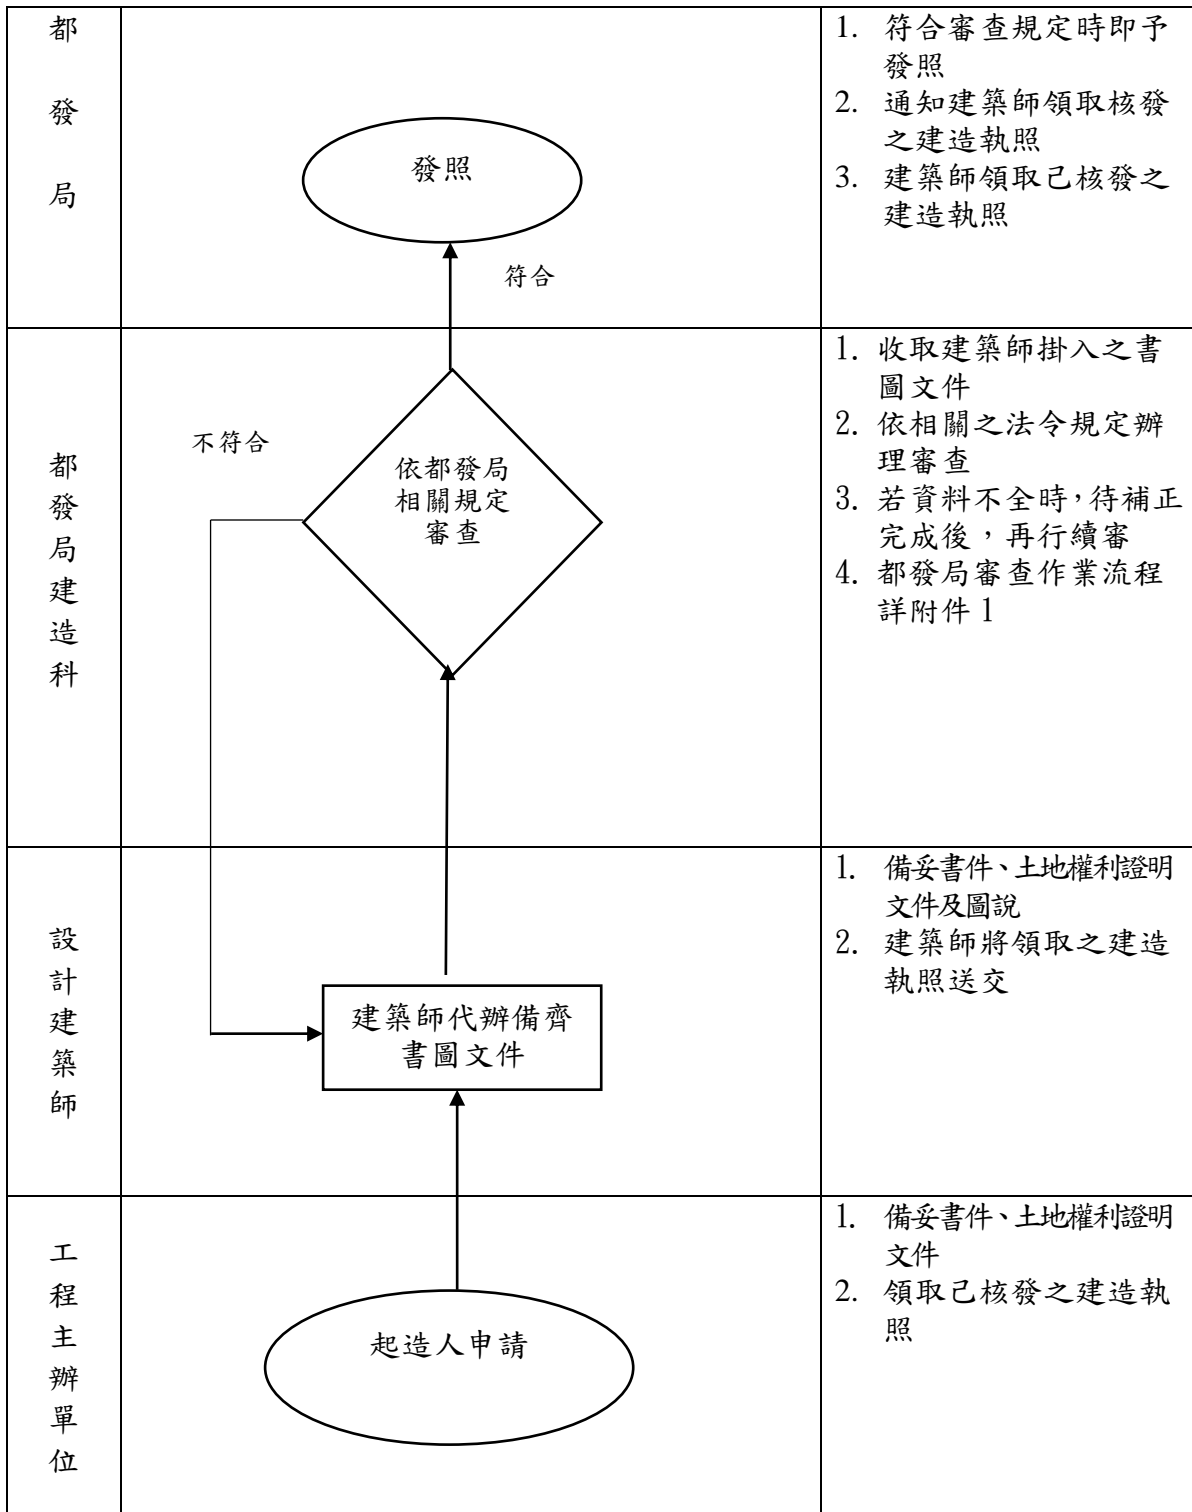 都
發
局
發照
符合
1. 符合審查規定時即予
發照
2. 通知建築師領取核發
之建造執照
3. 建築師領取己核發之
建造執照
都
發
局
建
造
科
不符合
依都發局
相關規定
審查
1. 收取建築師掛入之書
圖文件
2. 依相關之法令規定辦
理審查
3. 若資料不全時,待補正
完成後,再行續審
4. 都發局審查作業流程
詳附件 1
設
計
建
築
師
建築師代辦備齊
書圖文件
1. 備妥書件、土地權利證明
文件及圖說
2. 建築師將領取之建造
執照送交
工
程
主
辦
單
位
起造人申請
1. 備妥書件、土地權利證明
文件
2. 領取己核發之建造執
照